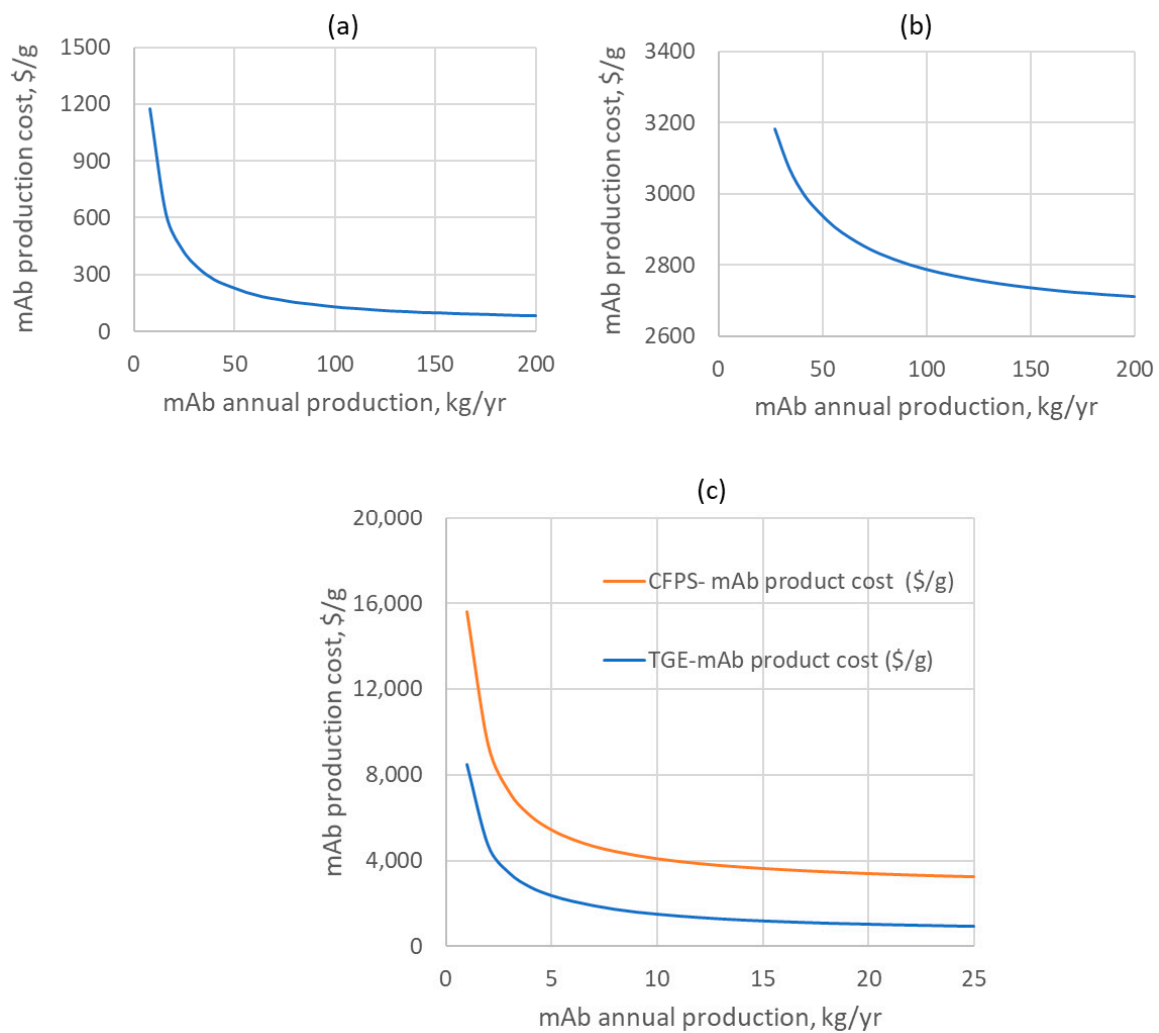 (a)
mAb production cost, $/g
1500
1200
900
600
300
0
0 50 100 150 200
mAb annual production, kg/yr
(b)
mAb production cost, $/g
3400
3200
3000
2800
2600
0 50 100 150 200
mAb annual production, kg/yr
(c)
mAb production cost, $/g
20,000
16,000
12,000
8,000
4,000
0
CFPS- mAb product cost ($/g)
TGE-mAb product cost ($/g)
0 5 10 15 20 25
mAb annual production, kg/yr